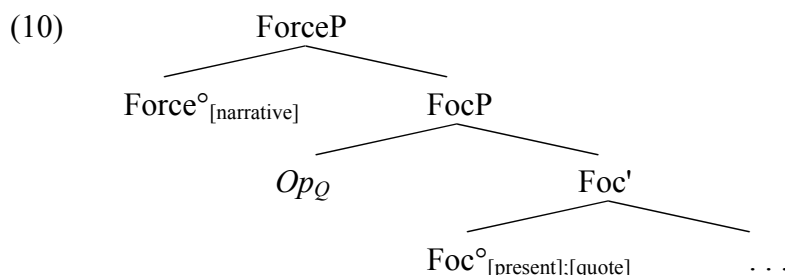 (10) ForceP
Force°[narrative] FocP
OpQ Foc'
Foc°[present];[quote] . . .